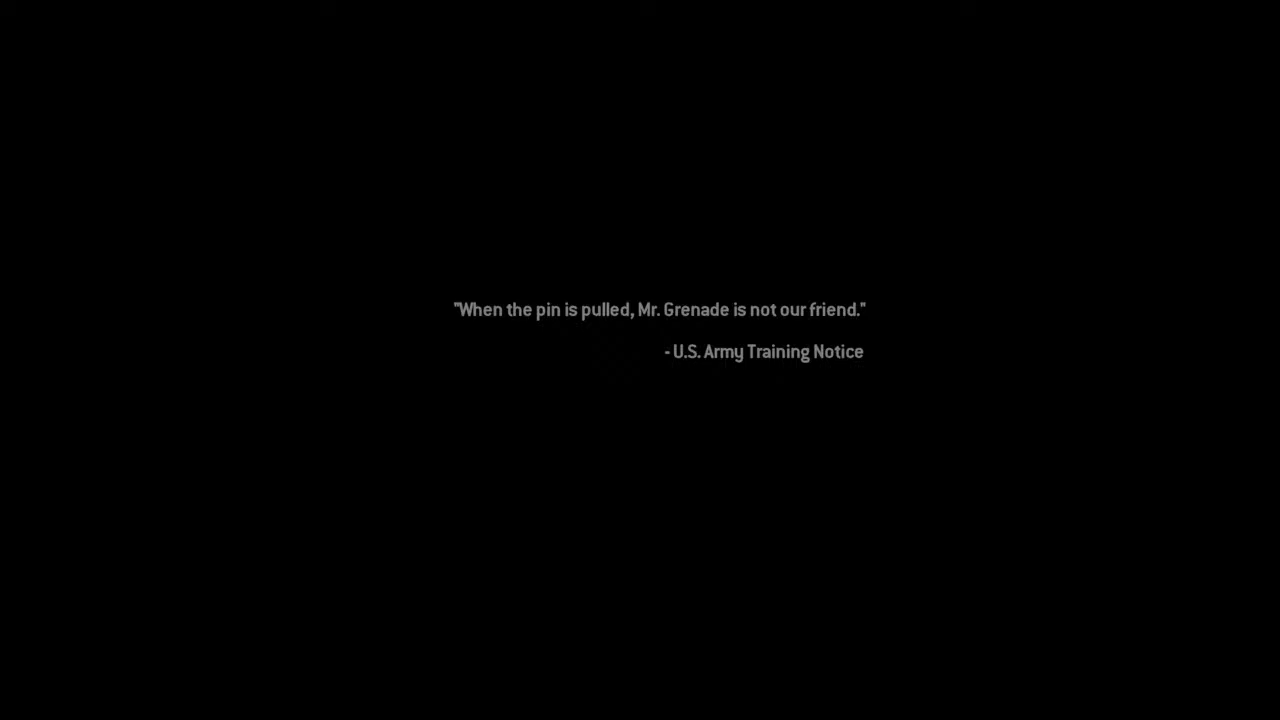 "When the pin is pulled, Mr. Grenade is not our friend."
- U.S. Army Training Notice